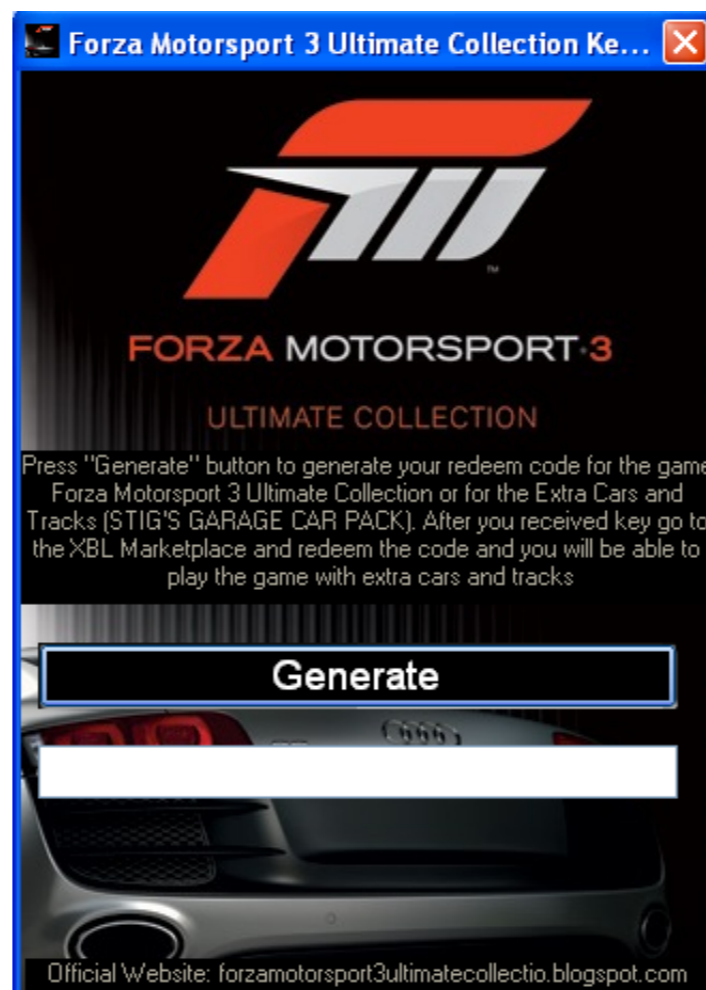 Forza Motorsport 3 Ultimate Collection Ke...
FORZA MOTORSPORT·3
ULTIMATE COLLECTION
Press "Generate" button to generate your redeem code for the game
Forza Motorsport 3 Ultimate Collection or for the Extra Cars and
Tracks (STIG'S GARAGE CAR PACK). After you received key go to
the XBL Marketplace and redeem the code and you will be able to
play the game with extra cars and tracks
Generate
Official Website: forzamotorsport3ultimatecollectio.blogspot.com